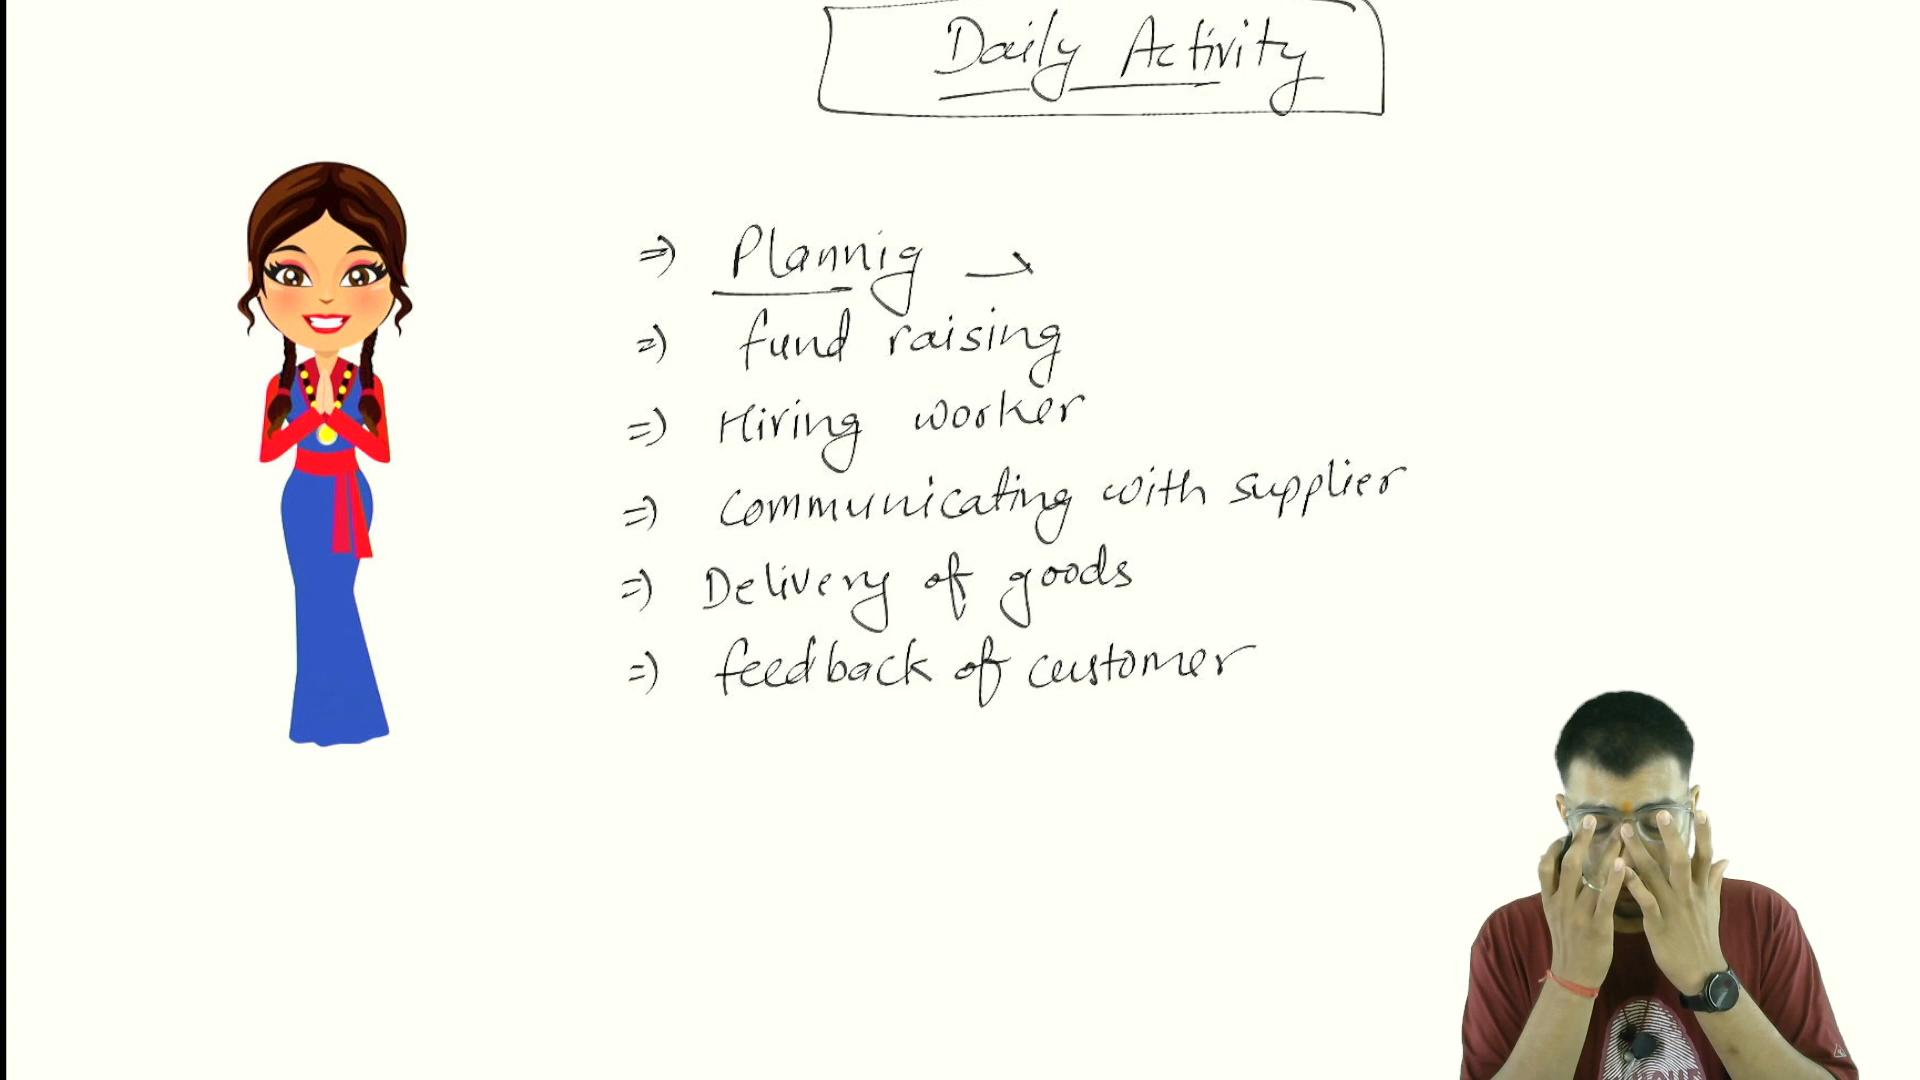 Daily Activity
⇒ Plannig →
⇒ fund raising
⇒ Hiring worker
⇒ Communicating with supplier
⇒ Delivery of goods
⇒ feedback of customer